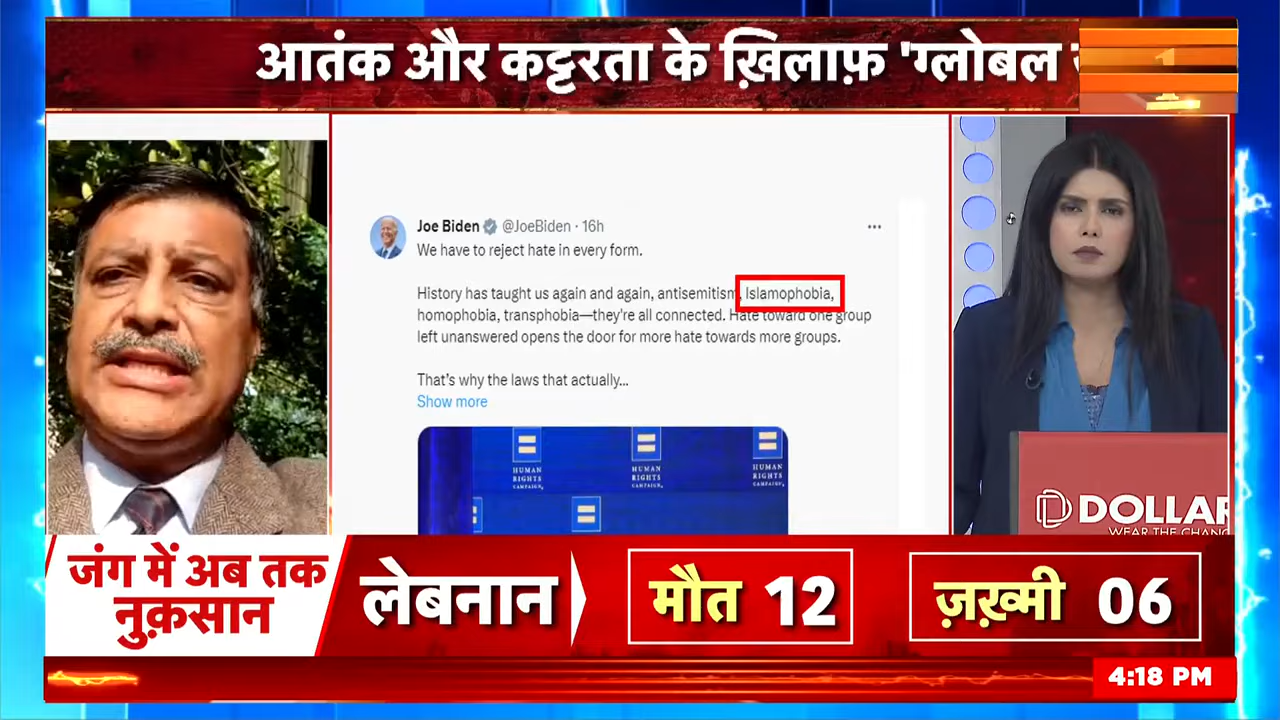 आतंक और कट्टरता के ख़िलाफ़ 'ग्लोबल
Joe Biden @JoeBiden · 16h
We have to reject hate in every form.
History has taught us again and again, antisemitism, Islamophobia,
homophobia, transphobia—they're all connected. Hate toward one group
left unanswered opens the door for more hate towards more groups.
That's why the laws that actually...
Show more
HUMAN
RIGHTS
CAMPAIGN
HUMAN
RIGHTS
CAMPAIGN
HUMAN
RIGHTS
CAMPAIGN
DOLLAR
WEAR THE CHANG
जंग में अब तक
नुक़सान
लेबनान
मौत 12
ज़ख़्मी 06
4:18 PM